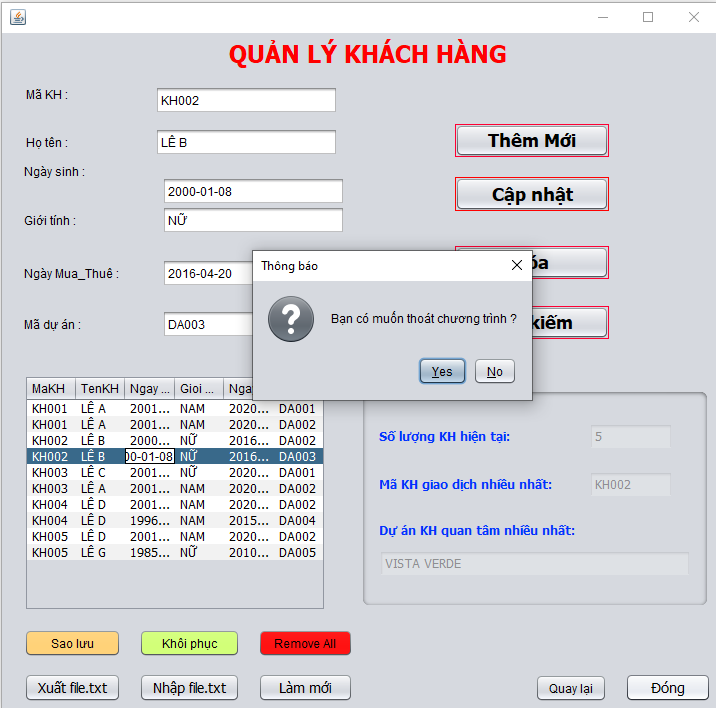 QUẢN LÝ KHÁCH HÀNG
Mã KH :
KH002
Họ tên :
LÊ B
Thêm Mới
Ngày sinh :
2000-01-08
Cập nhật
Giới tính :
NỮ
Ngày Mua_Thuê :
2016-04-20
óa
Thông báo
Bạn có muốn thoát chương trình ?
Yes
No
Mã dự án :
DA003
kiếm
MaKH TenKH Ngay ... Gioi ... Ngay
KH001 LÊ A 2001... NAM 2020... DA001
KH001 LÊ A 2001... NAM 2020... DA002
KH002 LÊ B 2000... NỮ 2016... DA002
KH002 LÊ B 00-01-08 NỮ 2016... DA003
KH003 LÊ C 2001... NỮ 2020... DA001
KH003 LÊ A 2001... NAM 2020... DA002
KH004 LÊ D 2001... NAM 2020... DA002
KH004 LÊ D 1996... NAM 2015... DA004
KH005 LÊ D 2001... NAM 2020... DA002
KH005 LÊ G 1985... NỮ 2010... DA005
Số lượng KH hiện tại:
5
Mã KH giao dịch nhiều nhất:
KH002
Dự án KH quan tâm nhiều nhất:
VISTA VERDE
Sao lưu
Khôi phục
Remove All
Xuất file.txt
Nhập file.txt
Làm mới
Quay lại
Đóng